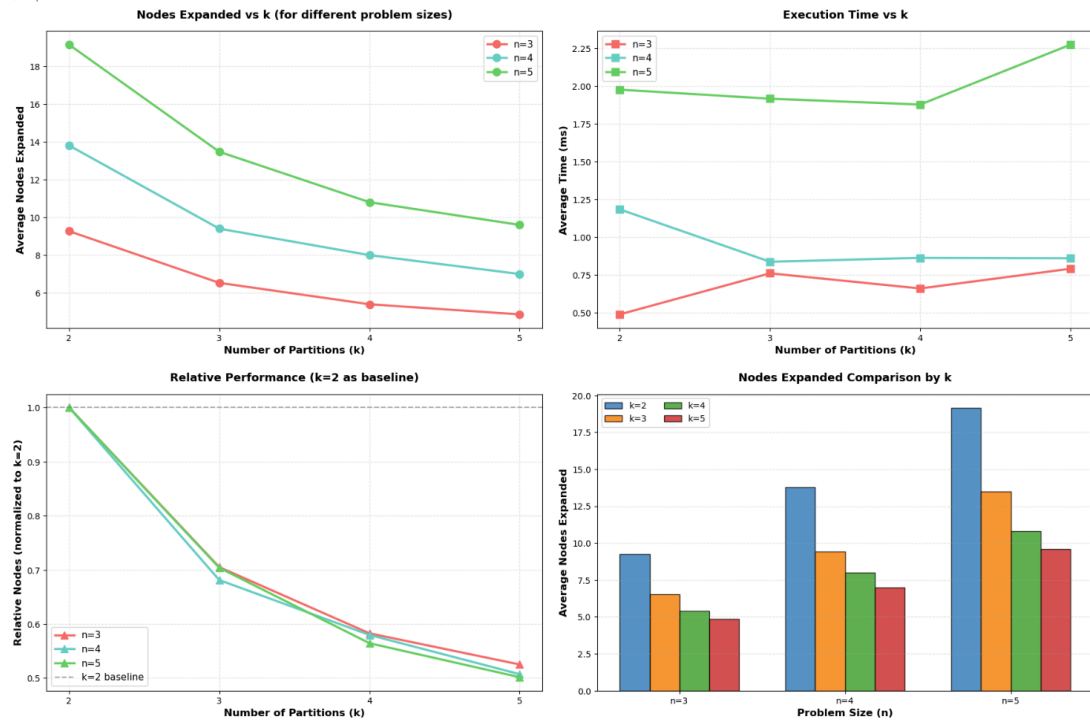 Nodes Expanded vs k (for different problem sizes)
Average Nodes Expanded
18
16
14
12
10
8
6
n=3
n=4
n=5
2
3
4
5
Number of Partitions (k)
Execution Time vs k
Average Time (ms)
2.25
2.00
1.75
1.50
1.25
1.00
0.75
0.50
n=3
n=4
n=5
2
3
4
5
Number of Partitions (k)
Relative Performance (k=2 as baseline)
Relative Nodes (normalized to k=2)
1.0
0.9
0.8
0.7
0.6
0.5
n=3
n=4
n=5
k=2 baseline
2
3
4
5
Number of Partitions (k)
Nodes Expanded Comparison by k
Average Nodes Expanded
20.0
17.5
15.0
12.5
10.0
7.5
5.0
2.5
0.0
k=2
k=3
k=4
k=5
n=3
n=4
n=5
Problem Size (n)